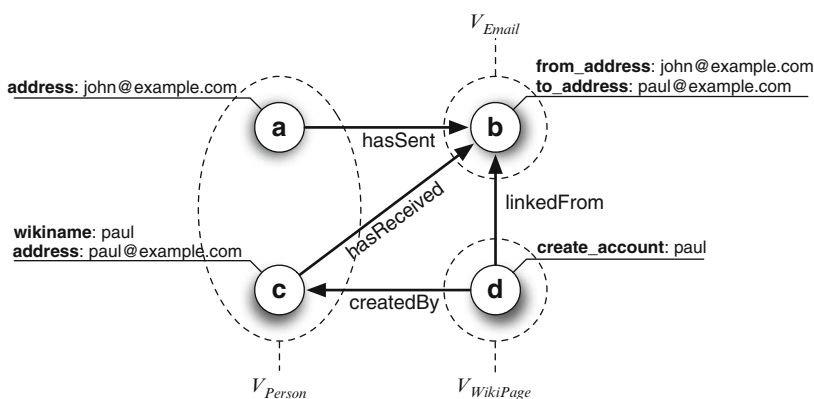 V_Email
address: john@example.com
from_address: john@example.com
to_address: paul@example.com
a
b
hasSent
hasReceived
linkedFrom
wikiname: paul
address: paul@example.com
create_account: paul
c
d
createdBy
V_Person
V_WikiPage